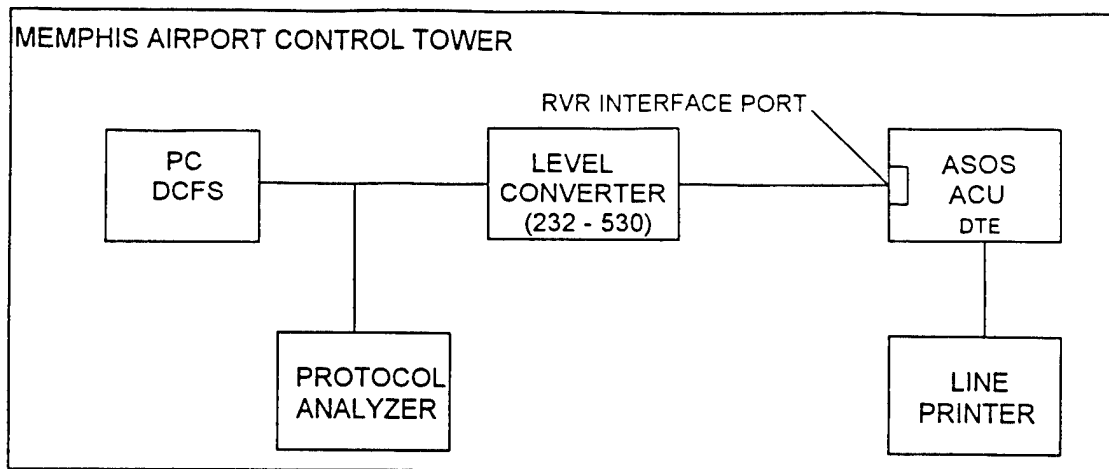 MEMPHIS AIRPORT CONTROL TOWER
RVR INTERFACE PORT
PC
DCFS
LEVEL
CONVERTER
(232 - 530)
ASOS
ACU
DTE
PROTOCOL
ANALYZER
LINE
PRINTER